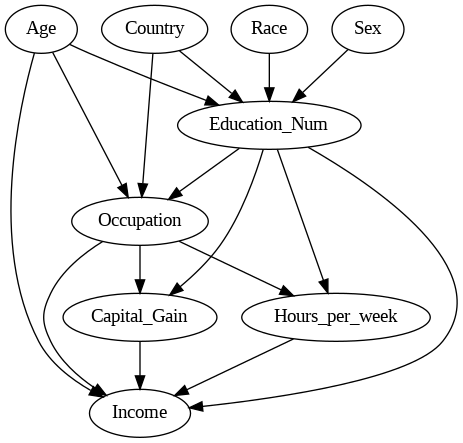 Age
Country
Race
Sex
Education_Num
Occupation
Capital_Gain
Hours_per_week
Income